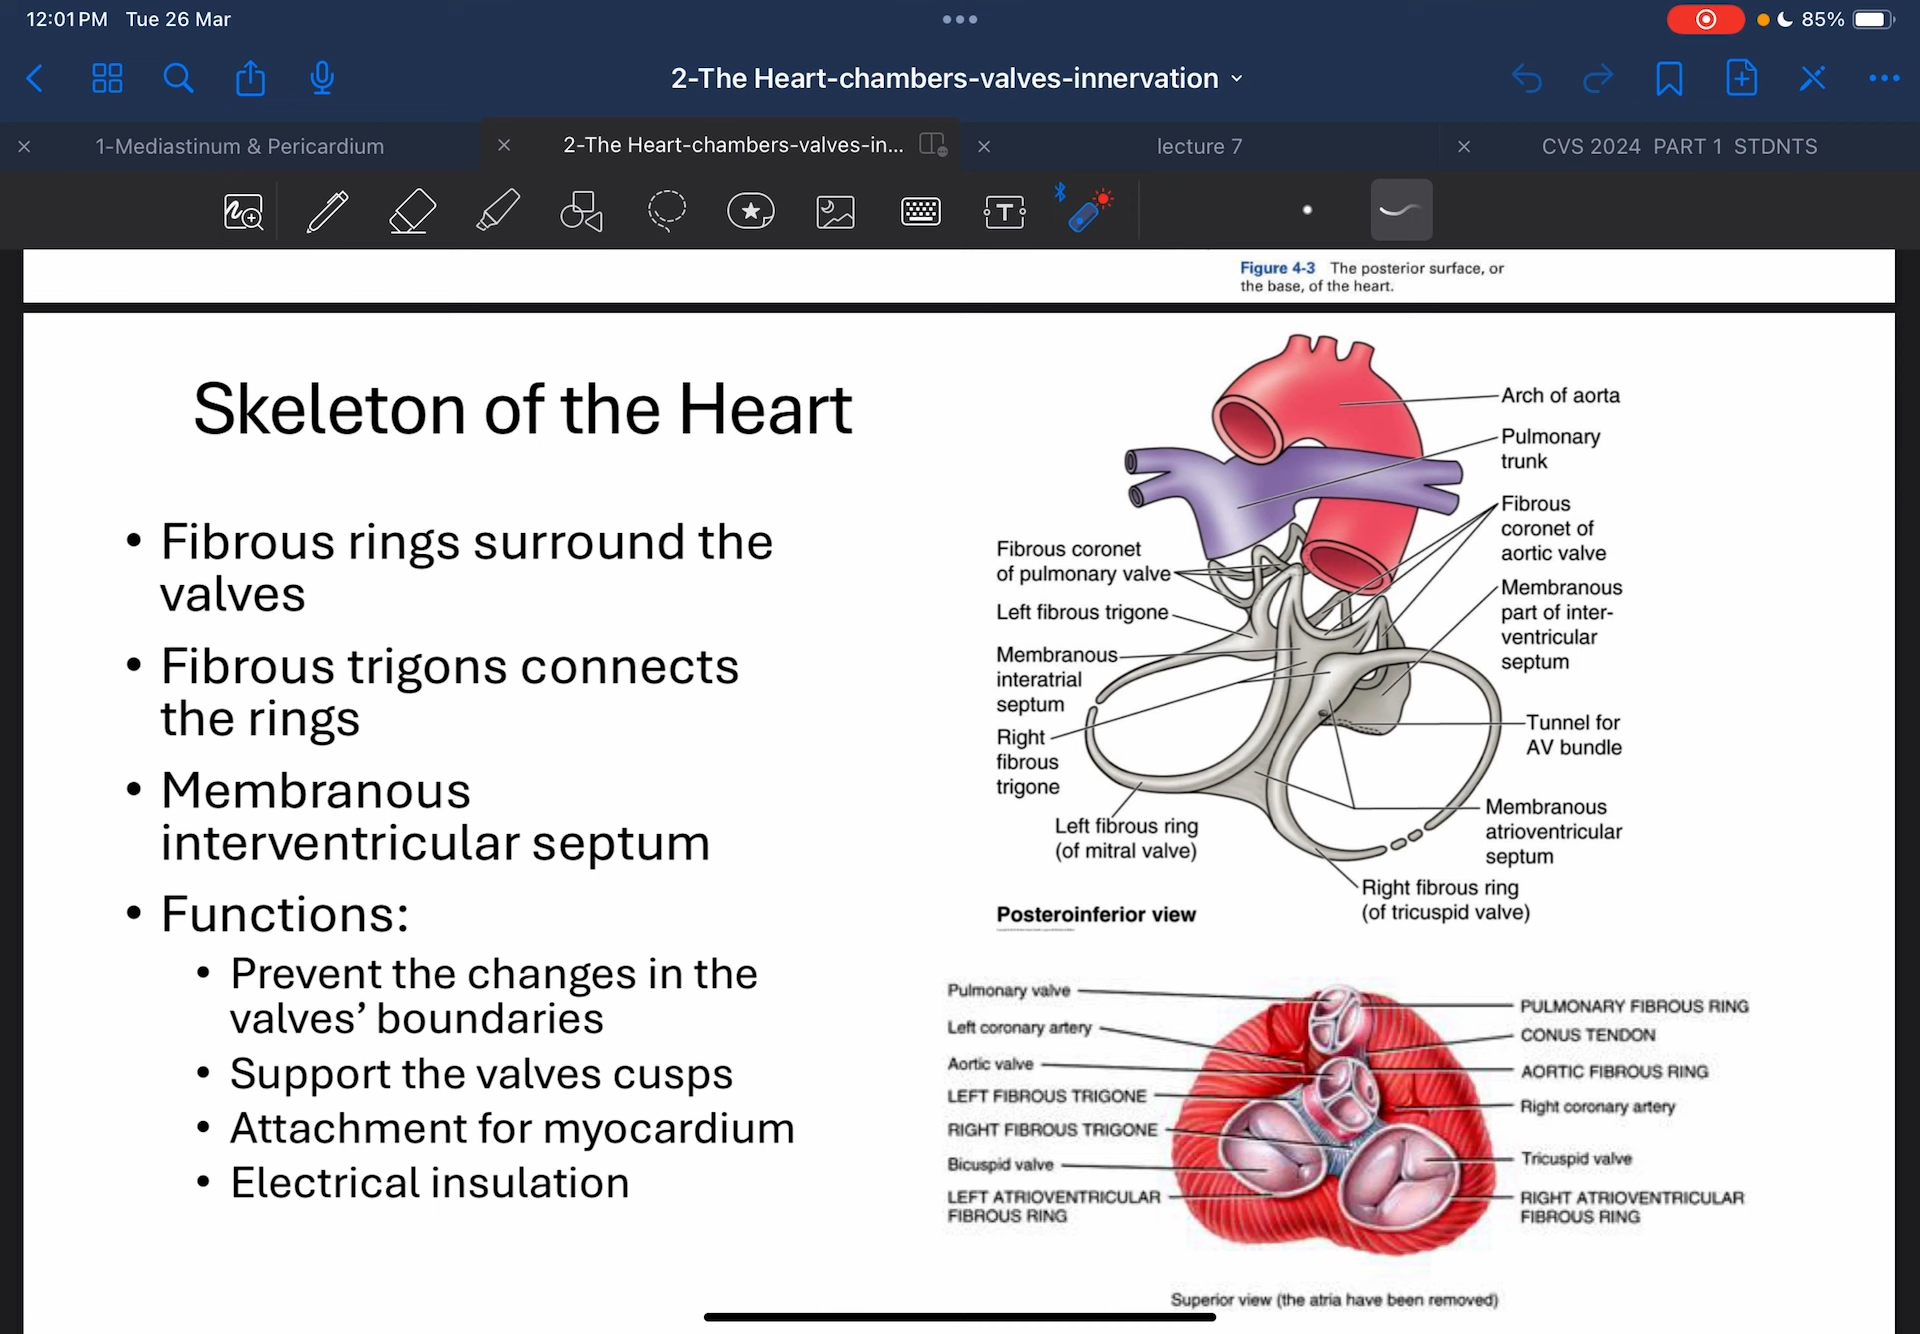 12:01 PM Tue 26 Mar
85%
2-The Heart-chambers-valves-innervation
1-Mediastinum & Pericardium
2-The Heart-chambers-valves-in...
lecture 7
CVS 2024 PART 1 STDNTS
Figure 4-3 The posterior surface, or
the base, of the heart.
Skeleton of the Heart
• Fibrous rings surround the
valves
• Fibrous trigons connects
the rings
• Membranous
interventricular septum
• Functions:
• Prevent the changes in the
valves’ boundaries
• Support the valves cusps
• Attachment for myocardium
• Electrical insulation
Arch of aorta
Pulmonary
trunk
Fibrous
coronet of
aortic valve
Membranous
part of inter-
ventricular
septum
Tunnel for
AV bundle
Membranous
atrioventricular
septum
Right fibrous ring
(of tricuspid valve)
Fibrous coronet
of pulmonary valve
Left fibrous trigone
Membranous
interatrial
septum
Right
fibrous
trigone
Left fibrous ring
(of mitral valve)
Posteroinferior view
Pulmonary valve
Left coronary artery
Aortic valve
LEFT FIBROUS TRIGONE
RIGHT FIBROUS TRIGONE
Bicuspid valve
LEFT ATRIOVENTRICULAR
FIBROUS RING
PULMONARY FIBROUS RING
CONUS TENDON
AORTIC FIBROUS RING
Right coronary artery
Tricuspid valve
RIGHT ATRIOVENTRICULAR
FIBROUS RING
Superior view (the atria have been removed)